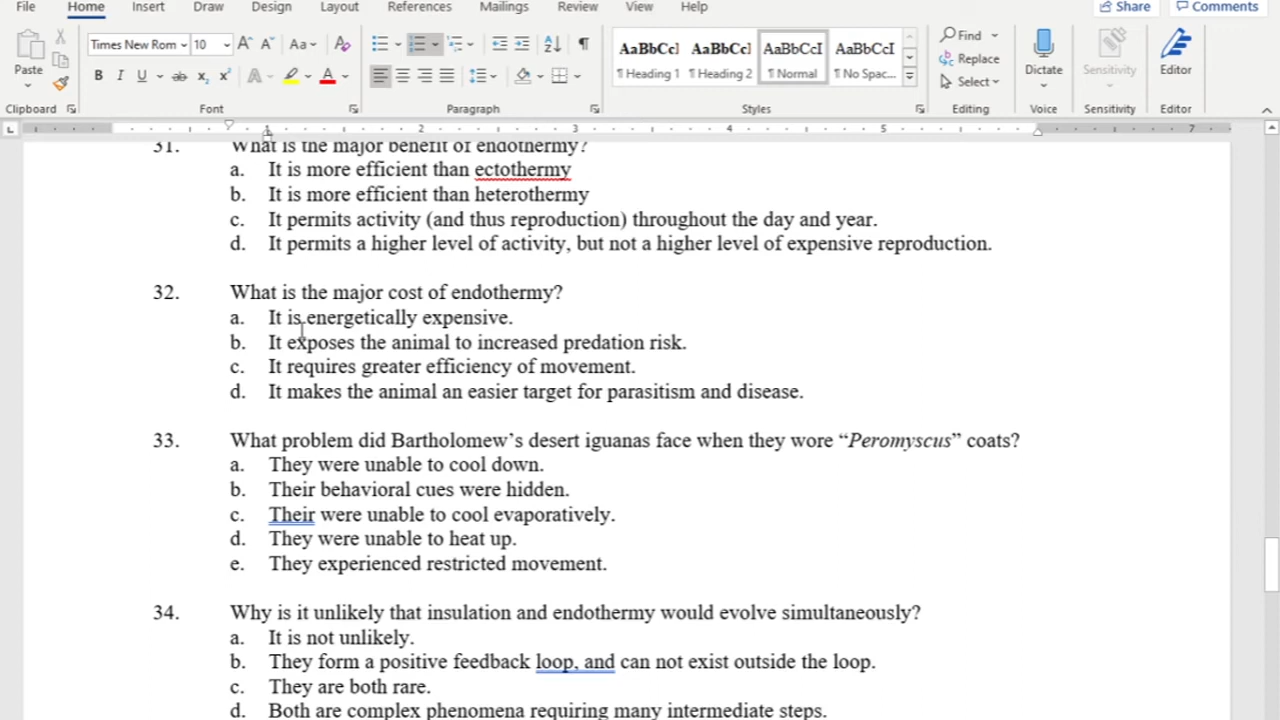 File Home Insert Draw Design Layout References Mailings Review View Help Share Comments
Times New Rom 10 Aa AaBbCcI AaBbCcI AaBbCcI AaBbCcI Find
Paste Replace Dictate Sensitivity Editor
B I U ab x₂ x² A A ¶ Heading 1 ¶ Heading 2 ¶ Normal ¶ No Spac... Select
Clipboard Font Paragraph Styles Editing Voice Sensitivity Editor
1 2 3 4 5 7
31. What is the major benefit of endothermy?
a. It is more efficient than ectothermy
b. It is more efficient than heterothermy
c. It permits activity (and thus reproduction) throughout the day and year.
d. It permits a higher level of activity, but not a higher level of expensive reproduction.
32. What is the major cost of endothermy?
a. It is energetically expensive.
b. It exposes the animal to increased predation risk.
c. It requires greater efficiency of movement.
d. It makes the animal an easier target for parasitism and disease.
33. What problem did Bartholomew’s desert iguanas face when they wore “Peromyscus” coats?
a. They were unable to cool down.
b. Their behavioral cues were hidden.
c. Their were unable to cool evaporatively.
d. They were unable to heat up.
e. They experienced restricted movement.
34. Why is it unlikely that insulation and endothermy would evolve simultaneously?
a. It is not unlikely.
b. They form a positive feedback loop, and can not exist outside the loop.
c. They are both rare.
d. Both are complex phenomena requiring many intermediate steps.